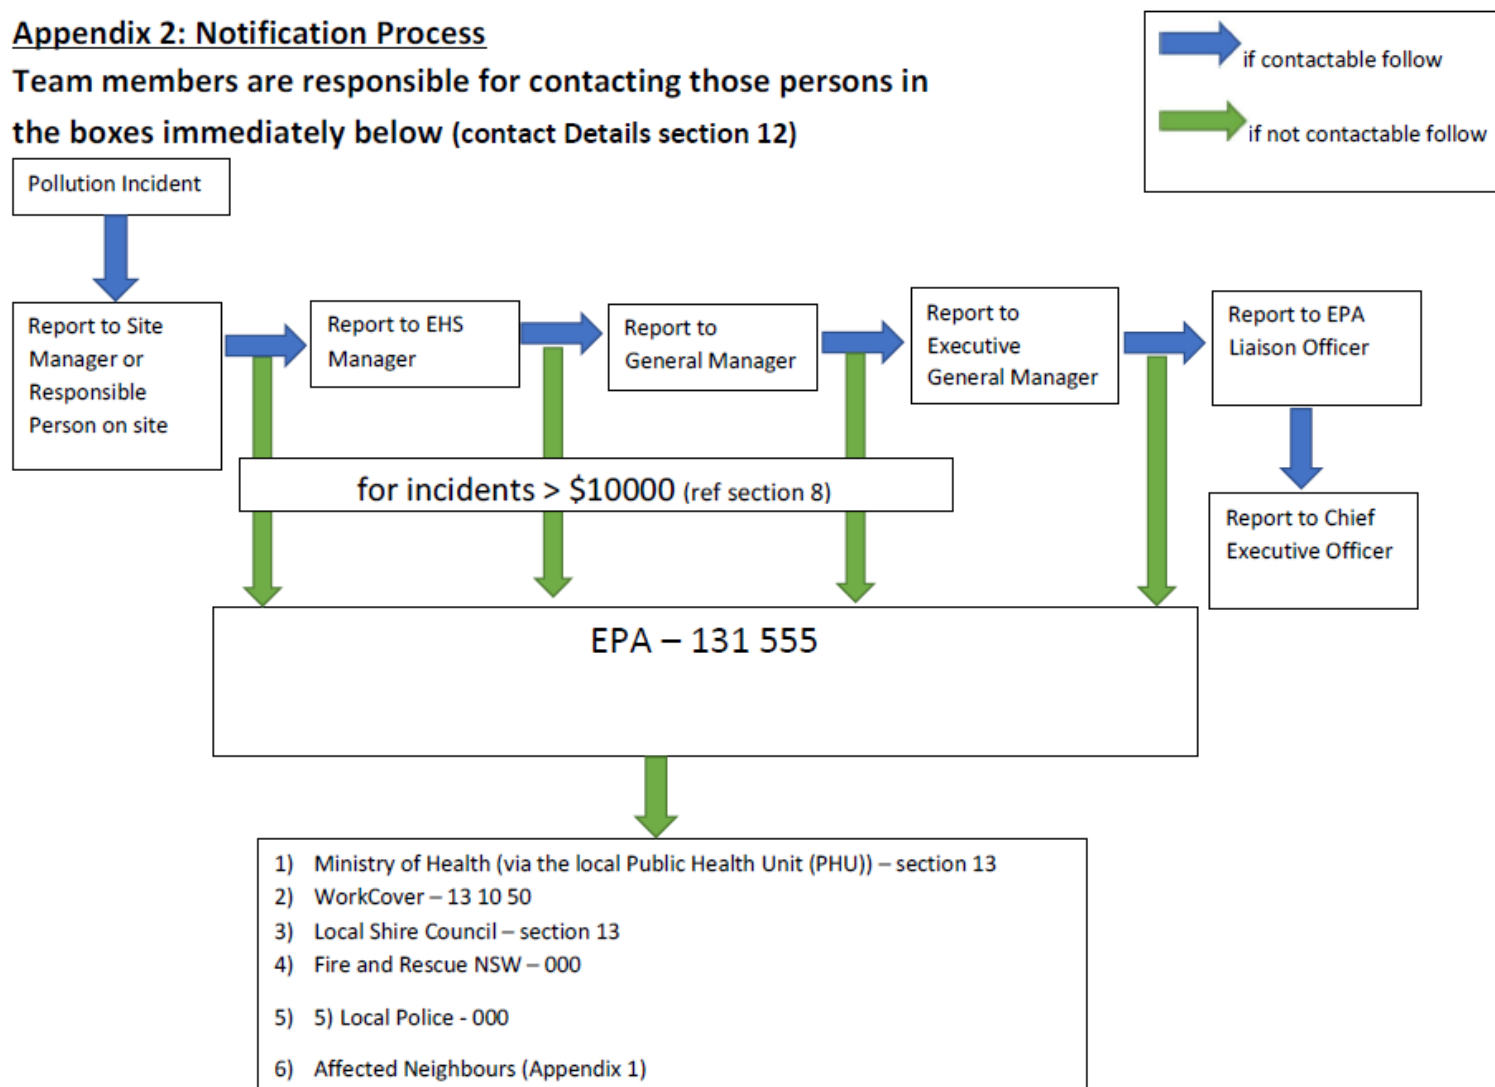 Appendix 2: Notification Process
Team members are responsible for contacting those persons in
the boxes immediately below (contact Details section 12)
if contactable follow
if not contactable follow
Pollution Incident
Report to Site
Manager or
Responsible
Person on site
Report to EHS
Manager
Report to
General Manager
Report to
Executive
General Manager
Report to EPA
Liaison Officer
for incidents > $10000 (ref section 8)
Report to Chief
Executive Officer
EPA – 131 555
1) Ministry of Health (via the local Public Health Unit (PHU)) – section 13
2) WorkCover – 13 10 50
3) Local Shire Council – section 13
4) Fire and Rescue NSW – 000
5) 5) Local Police - 000
6) Affected Neighbours (Appendix 1)